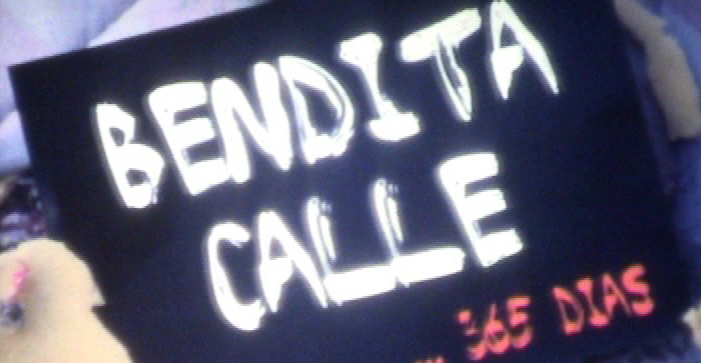 BENDITA
CALLE
... 365 DIAS